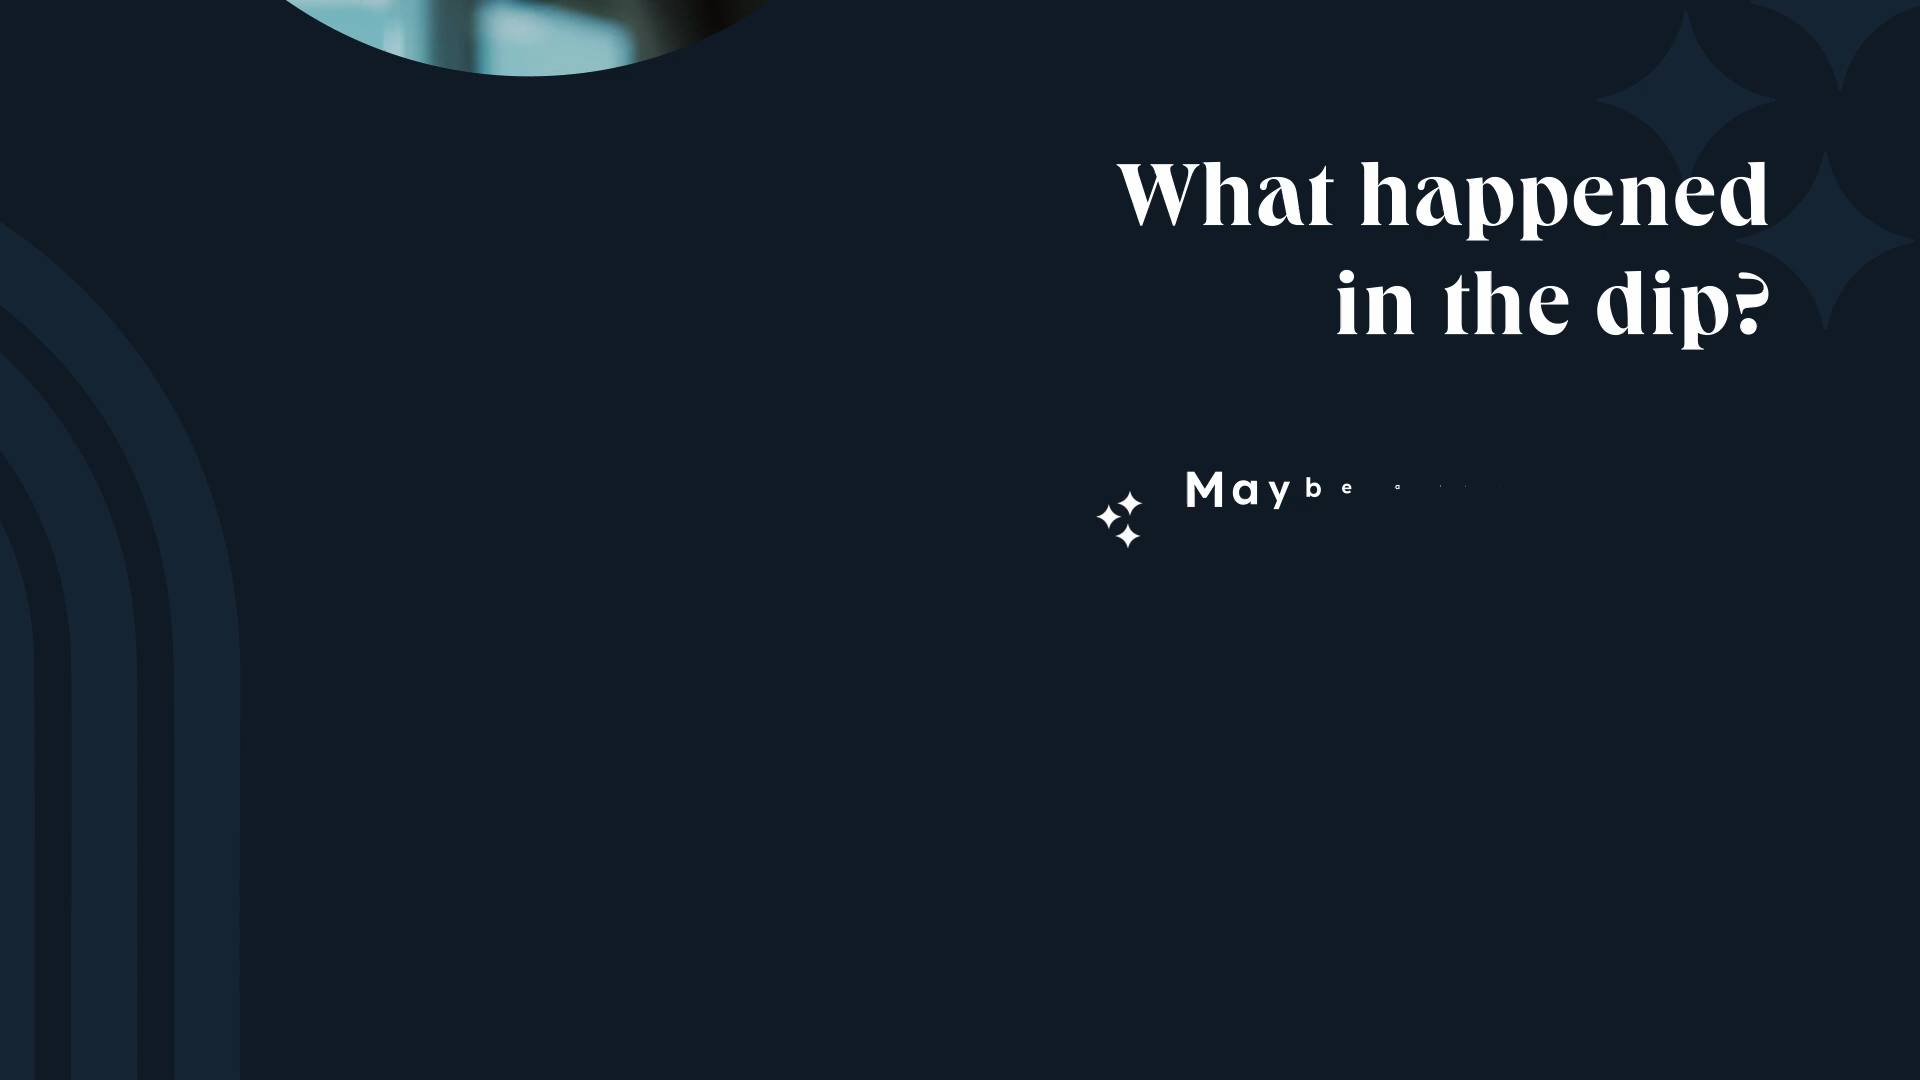 What happened
in the dip?
Maybe a